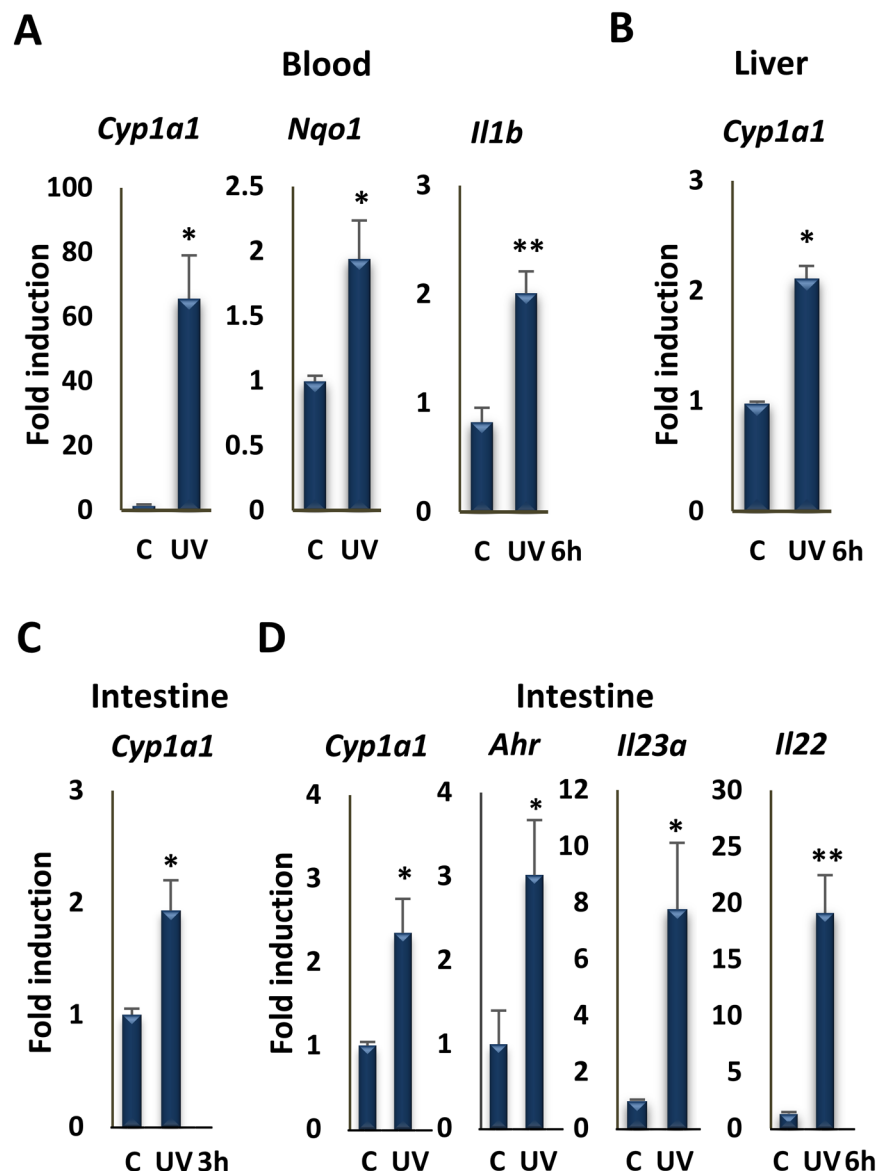 A
B
Blood
Liver
Cyp1a1
Nqo1
Il1b
Cyp1a1
Fold induction
100
80
60
40
20
0
*
C UV
2.5
2
1.5
1
0.5
0
*
C UV
3
2
1
0
**
C UV 6h
Fold induction
3
2
1
0
*
C UV 6h
C
D
Intestine
Intestine
Cyp1a1
Cyp1a1
Ahr
Il23a
Il22
Fold induction
3
2
1
0
*
C UV 3h
Fold induction
4
3
2
1
0
*
C UV
4
3
2
1
0
*
C UV
12
10
8
6
4
2
0
*
C UV
30
25
20
15
10
5
0
**
C UV 6h